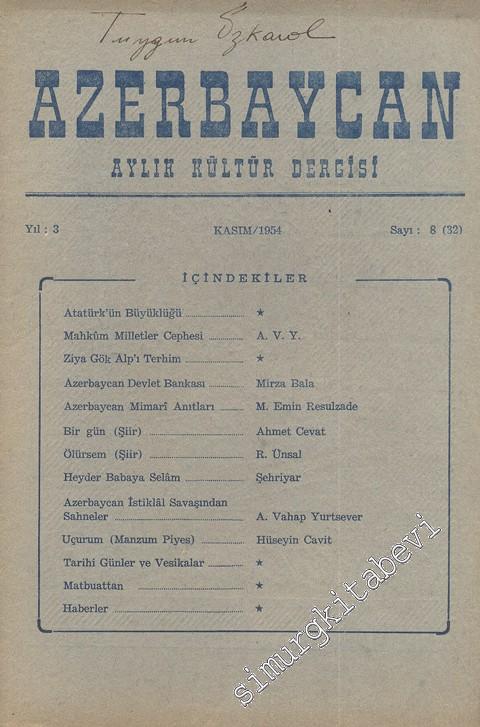 Tuygun Özkarol
AZERBAYCAN
AYLIK KÜLTÜR DERGİSİ
Yıl : 3 KASIM/1954 Sayı : 8 (32)
İÇİNDEKİLER
Atatürk'ün Büyüklüğü ★
Mahkûm Milletler Cephesi A. V. Y.
Ziya Gök Alp'ı Terhim ★
Azerbaycan Devlet Bankası Mirza Bala
Azerbaycan Mimarî Anıtları M. Emin Resulzade
Bir gün (Şiir) Ahmet Cevat
Ölürsem (Şiir) R. Ünsal
Heyder Babaya Selâm Şehriyar
Azerbaycan İstiklâl Savaşından
Sahneler A. Vahap Yurtsever
Uçurum (Manzum Piyes) Hüseyin Cavit
Tarihî Günler ve Vesikalar ★
Matbuattan ★
Haberler ★
simurgkitabevi.com